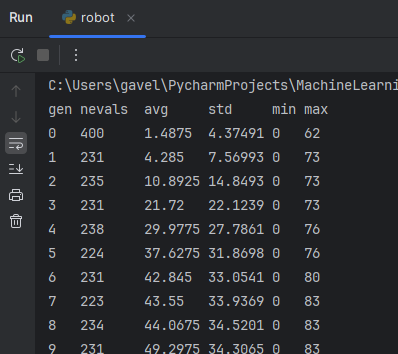 Run robot
C:\Users\gavel\PycharmProjects\MachineLearni
gen nevals avg std min max
0 400 1.4875 4.37491 0 62
1 231 4.285 7.56993 0 73
2 235 10.8925 14.8493 0 73
3 231 21.72 22.1239 0 73
4 238 29.9775 27.7861 0 76
5 224 37.6275 31.8698 0 76
6 231 42.845 33.0541 0 80
7 223 43.55 33.9369 0 83
8 234 44.0675 34.5201 0 83
9 231 49.2975 34.3065 0 83